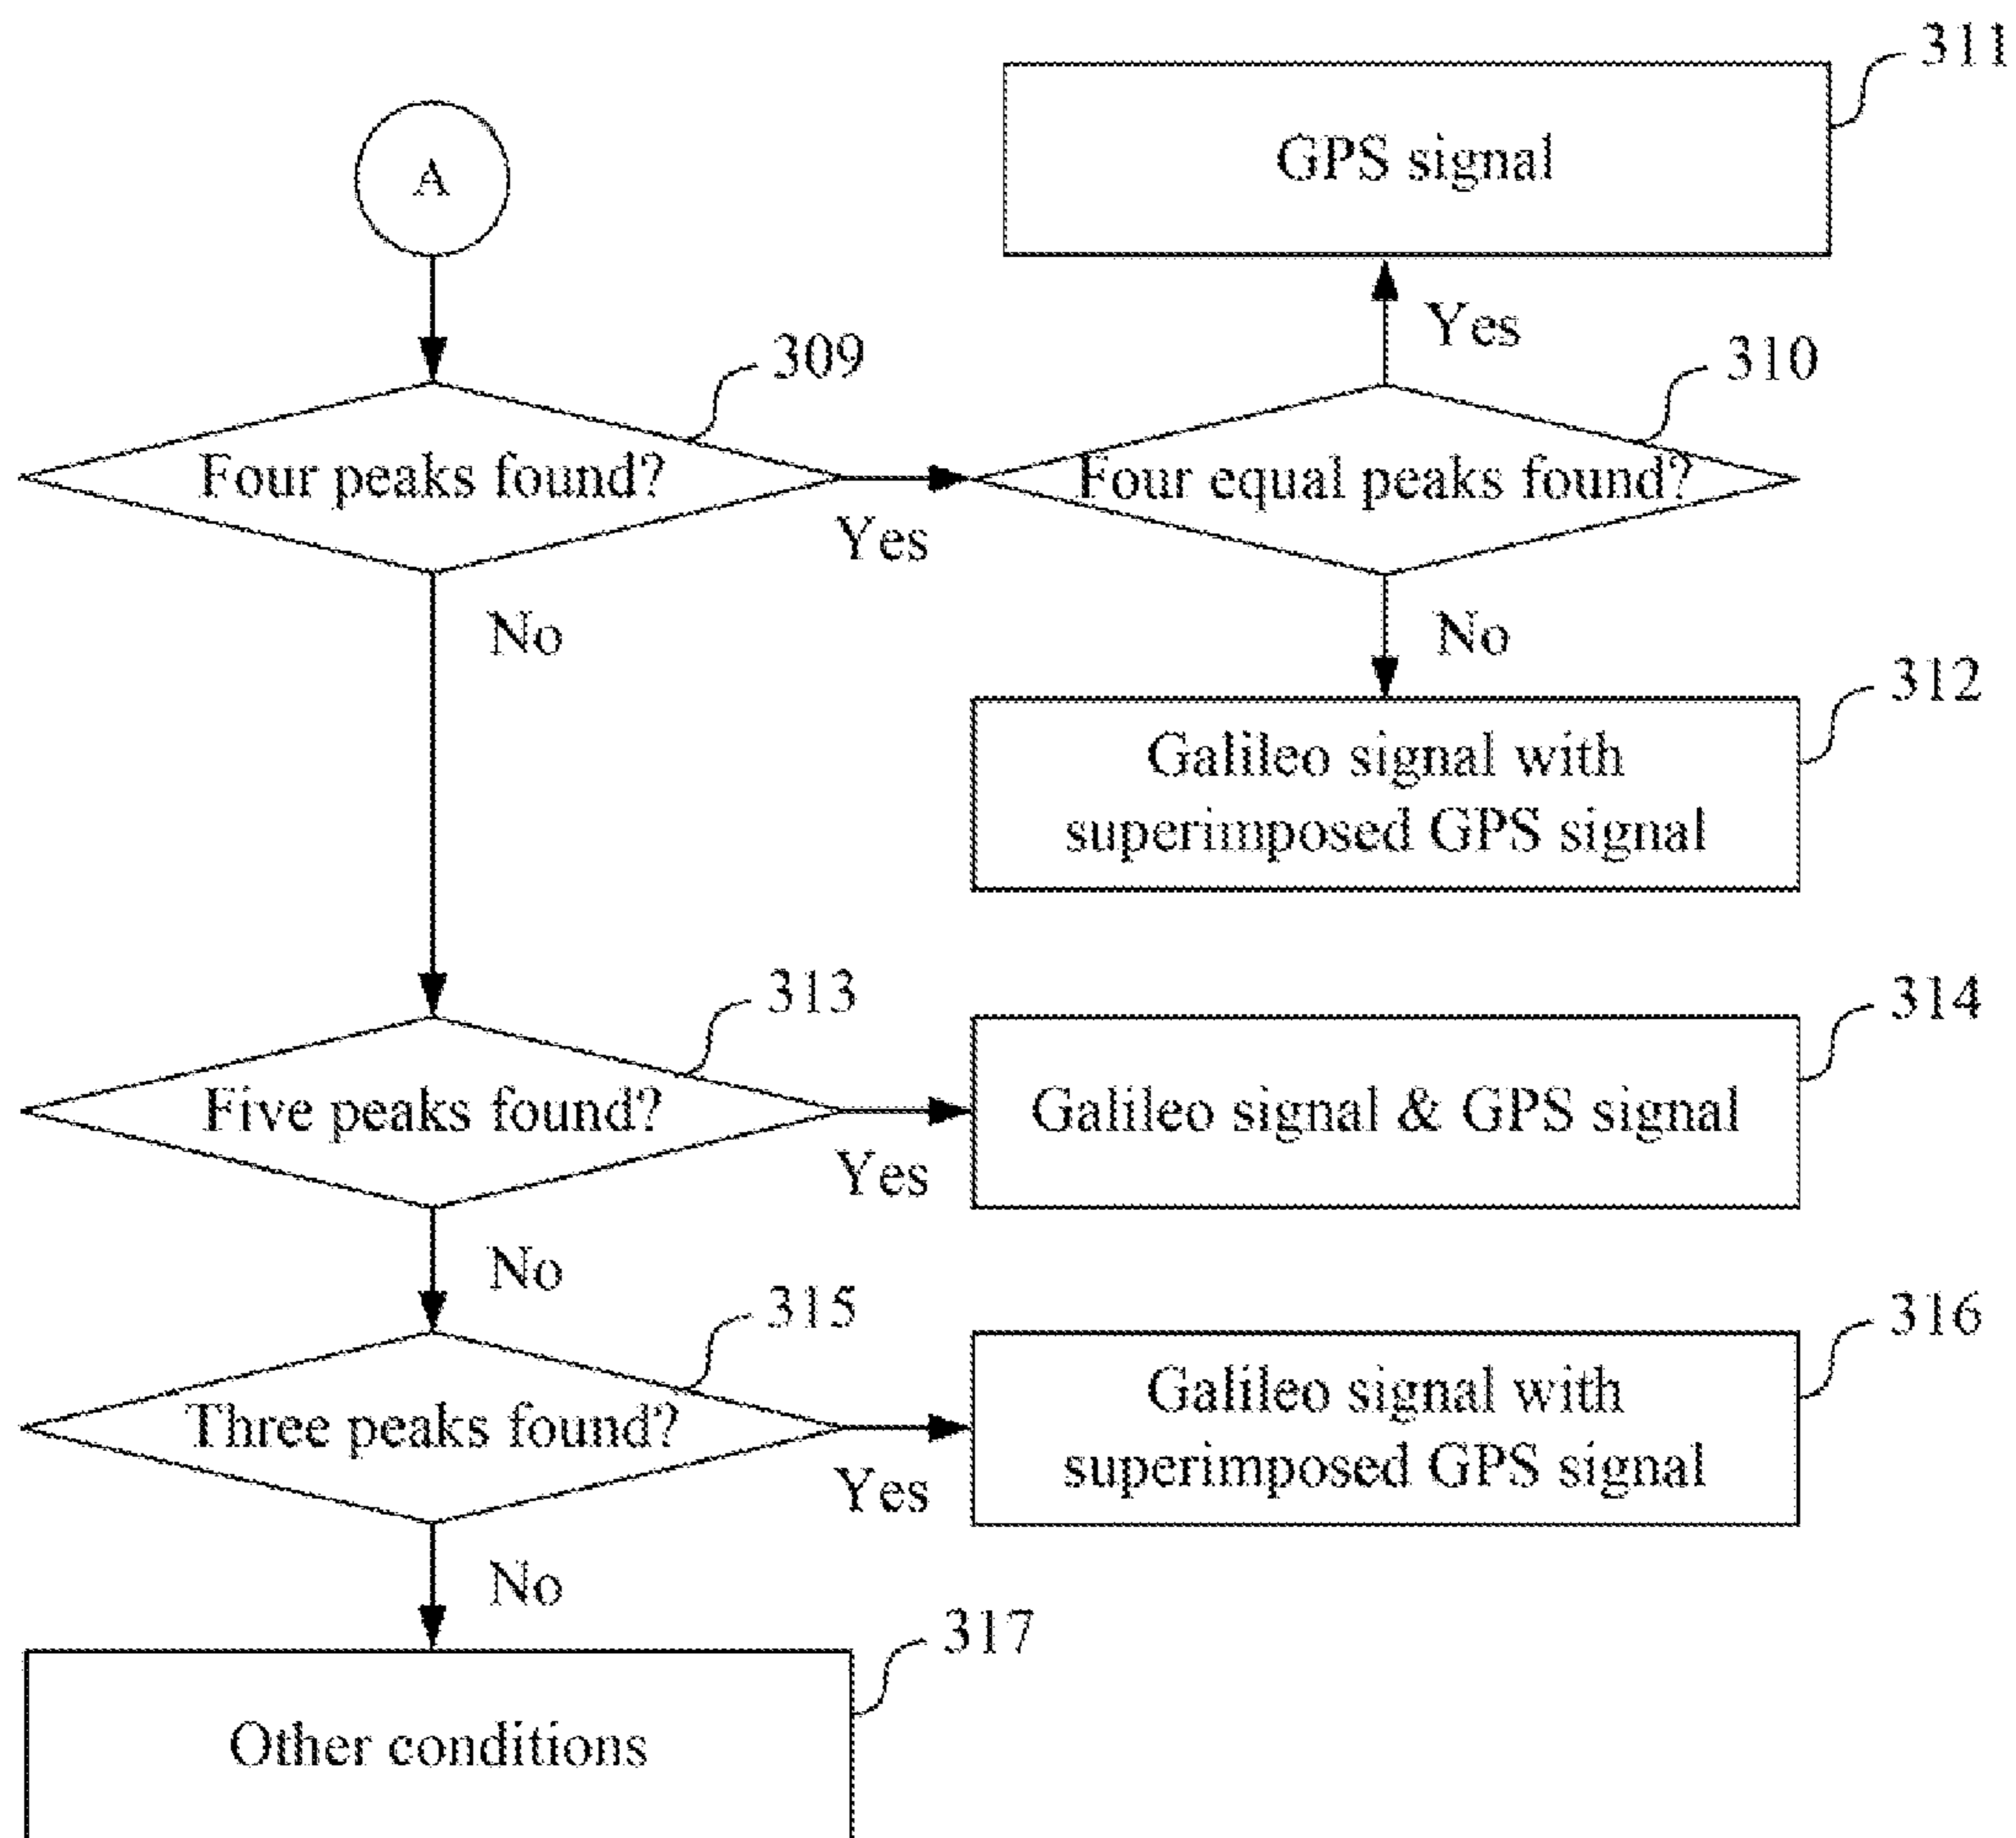 311
GPS signal
A
Yes
309
310
Four peaks found?
Four equal peaks found?
Yes
No
No
312
Galileo signal with
superimposed GPS signal
313
314
Five peaks found?
Galileo signal & GPS signal
Yes
No
315
316
Three peaks found?
Galileo signal with
superimposed GPS signal
Yes
No
317
Other conditions